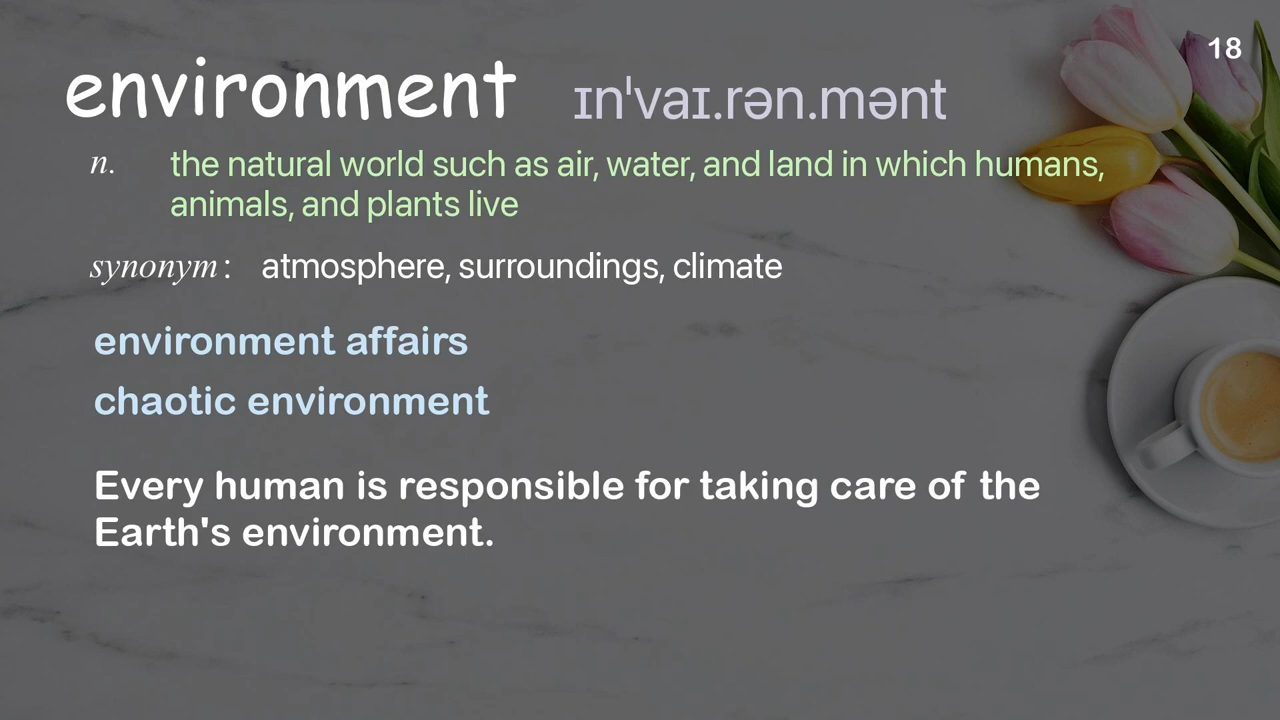 18
environment ɪnˈvaɪ.rən.mənt
n. the natural world such as air, water, and land in which humans,
animals, and plants live
synonym: atmosphere, surroundings, climate
environment affairs
chaotic environment
Every human is responsible for taking care of the
Earth's environment.